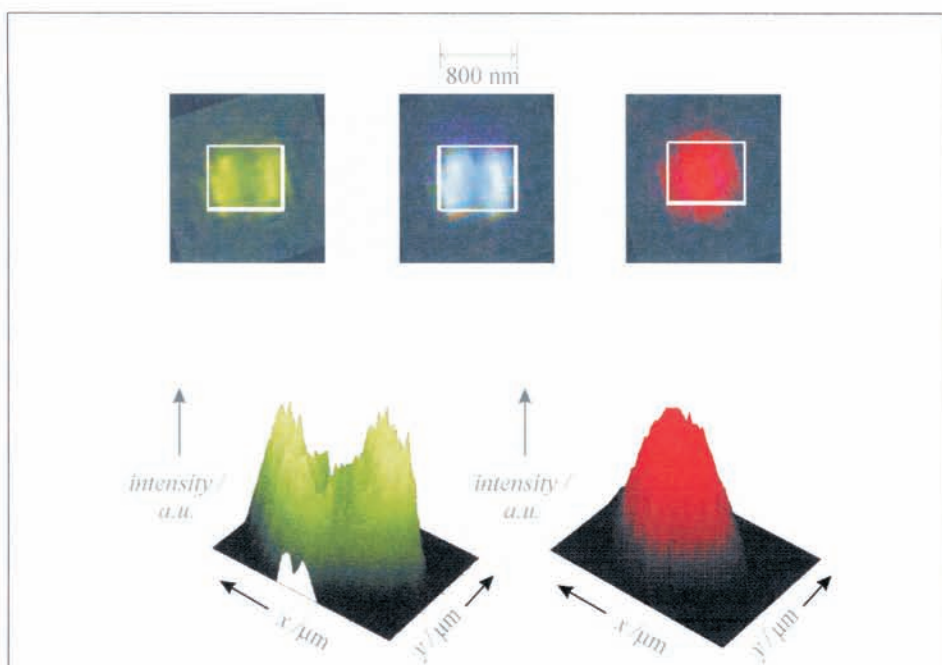 800 nm
intensity /
a.u.
intensity /
a.u.
x /μm
y /μm
x /μm
y /μm